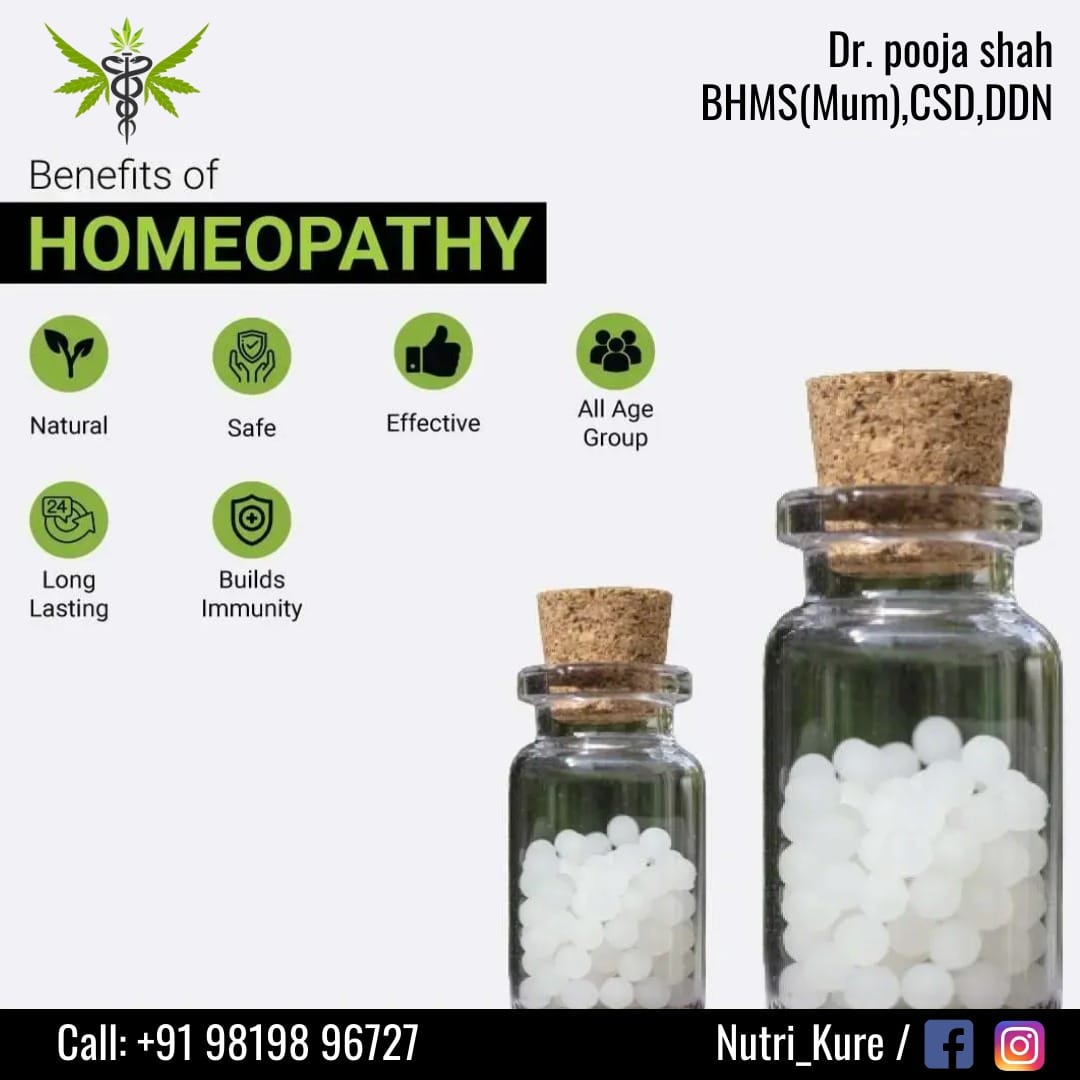 Dr. pooja shah
BHMS(Mum),CSD,DDN
Benefits of
HOMEOPATHY
Natural
Safe
Effective
All Age
Group
24
Long
Lasting
Builds
Immunity
Call: +91 98198 96727
Nutri_Kure /